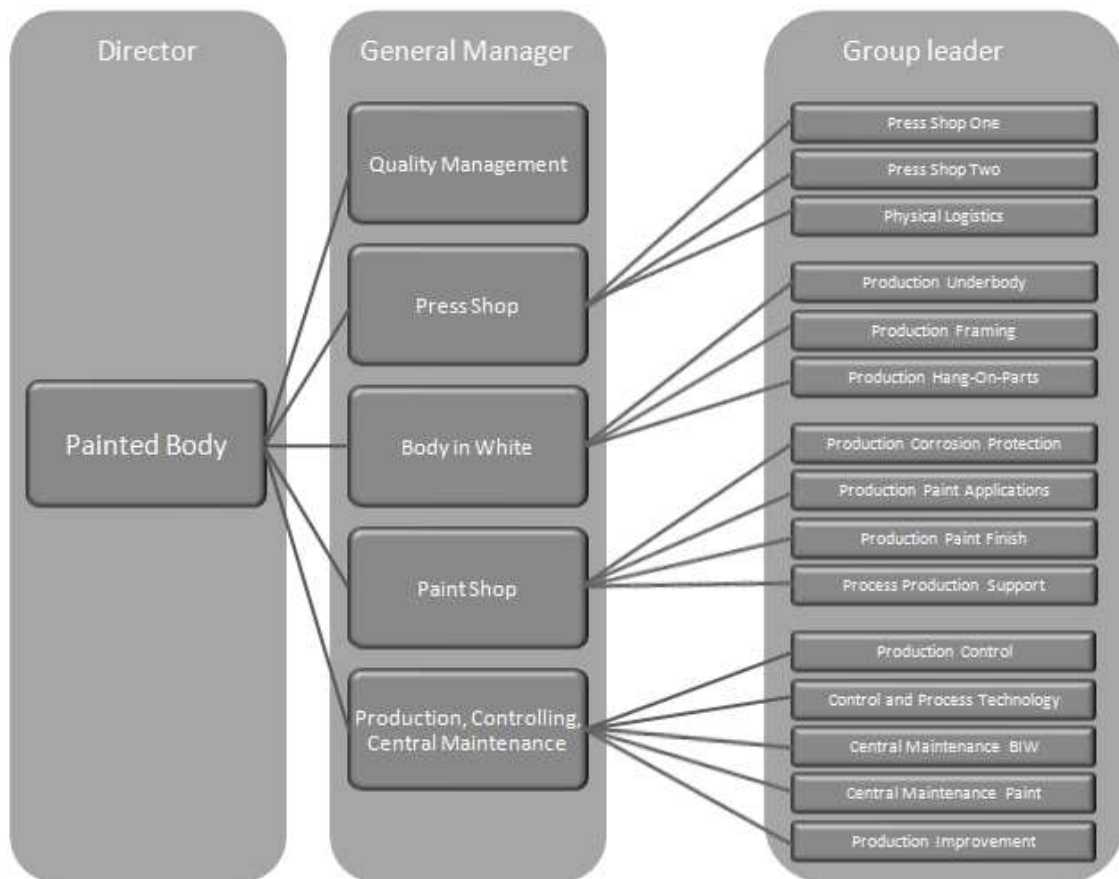 Director
Painted Body
General Manager
Quality Management
Press Shop
Body in White
Paint Shop
Production, Controlling,
Central Maintenance
Group leader
Press Shop One
Press Shop Two
Physical Logistics
Production Underbody
Production Framing
Production Hang-On-Parts
Production Corrosion Protection
Production Paint Applications
Production Paint Finish
Process Production Support
Production Control
Control and Process Technology
Central Maintenance BIW
Central Maintenance Paint
Production Improvement